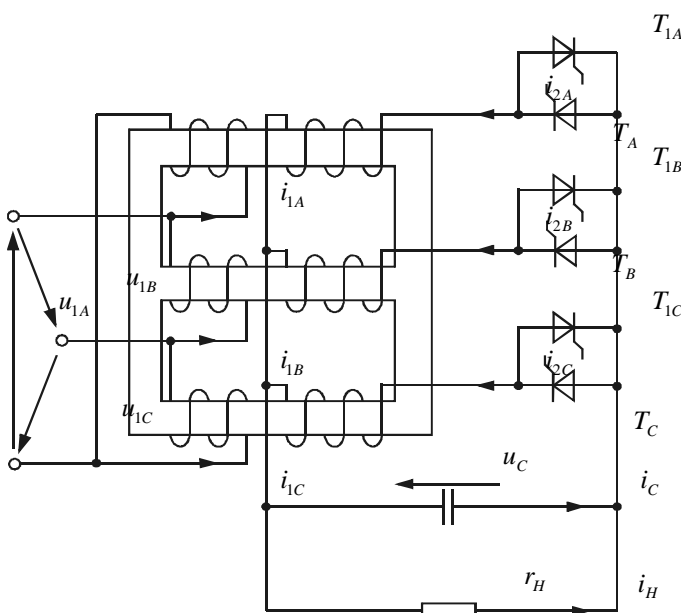 T1A
i2A
TA
T1B
i1A
i2B
TB
u1B
u1A
T1C
i1B
i2C
u1C
TC
uC
i1C
iC
rH
iH